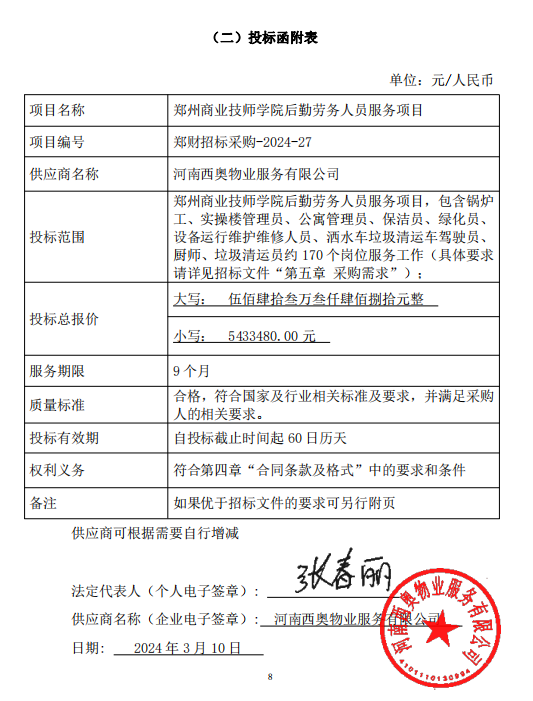 （二）投标函附表
单位：元/人民币
项目名称 郑州商业技师学院后勤劳务人员服务项目
项目编号 郑财招标采购-2024-27
供应商名称 河南西奥物业服务有限公司
投标范围
郑州商业技师学院后勤劳务人员服务项目，包含锅炉
工、实操楼管理员、公寓管理员、保洁员、绿化员、
设备运行维护维修人员、洒水车垃圾清运车驾驶员、
厨师、垃圾清运员约 170 个岗位服务工作（具体要求
请详见招标文件“第五章 采购需求”）；
投标总报价
大写： 伍佰肆拾叁万叁仟肆佰捌拾元整
小写： 5433480.00 元
服务期限 9 个月
质量标准
合格，符合国家及行业相关标准及要求，并满足采购
人的相关要求。
投标有效期 自投标截止时间起 60 日历天
权利义务 符合第四章“合同条款及格式”中的要求和条件
备注 如果优于招标文件的要求可另行附页
供应商可根据需要自行增减
法定代表人（个人电子签章）: 张春丽
供应商名称（企业电子签章）: 河南西奥物业服务有限公司
日期: 2024 年 3 月 10 日
河南西奥物业服务有限公司
4101110130924
8